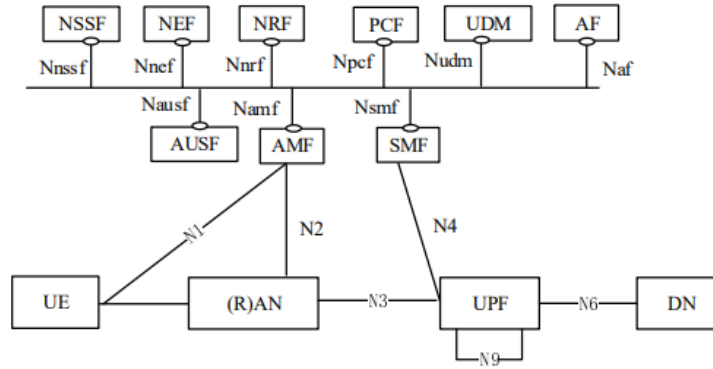 NSSF NEF NRF PCF UDM AF
Nnssf Nnef Nnrf Npcf Nudm Naf
Nausf Namf Nsmf
AUSF AMF SMF
N1 N2 N4
UE (R)AN N3 UPF N6 DN
N9